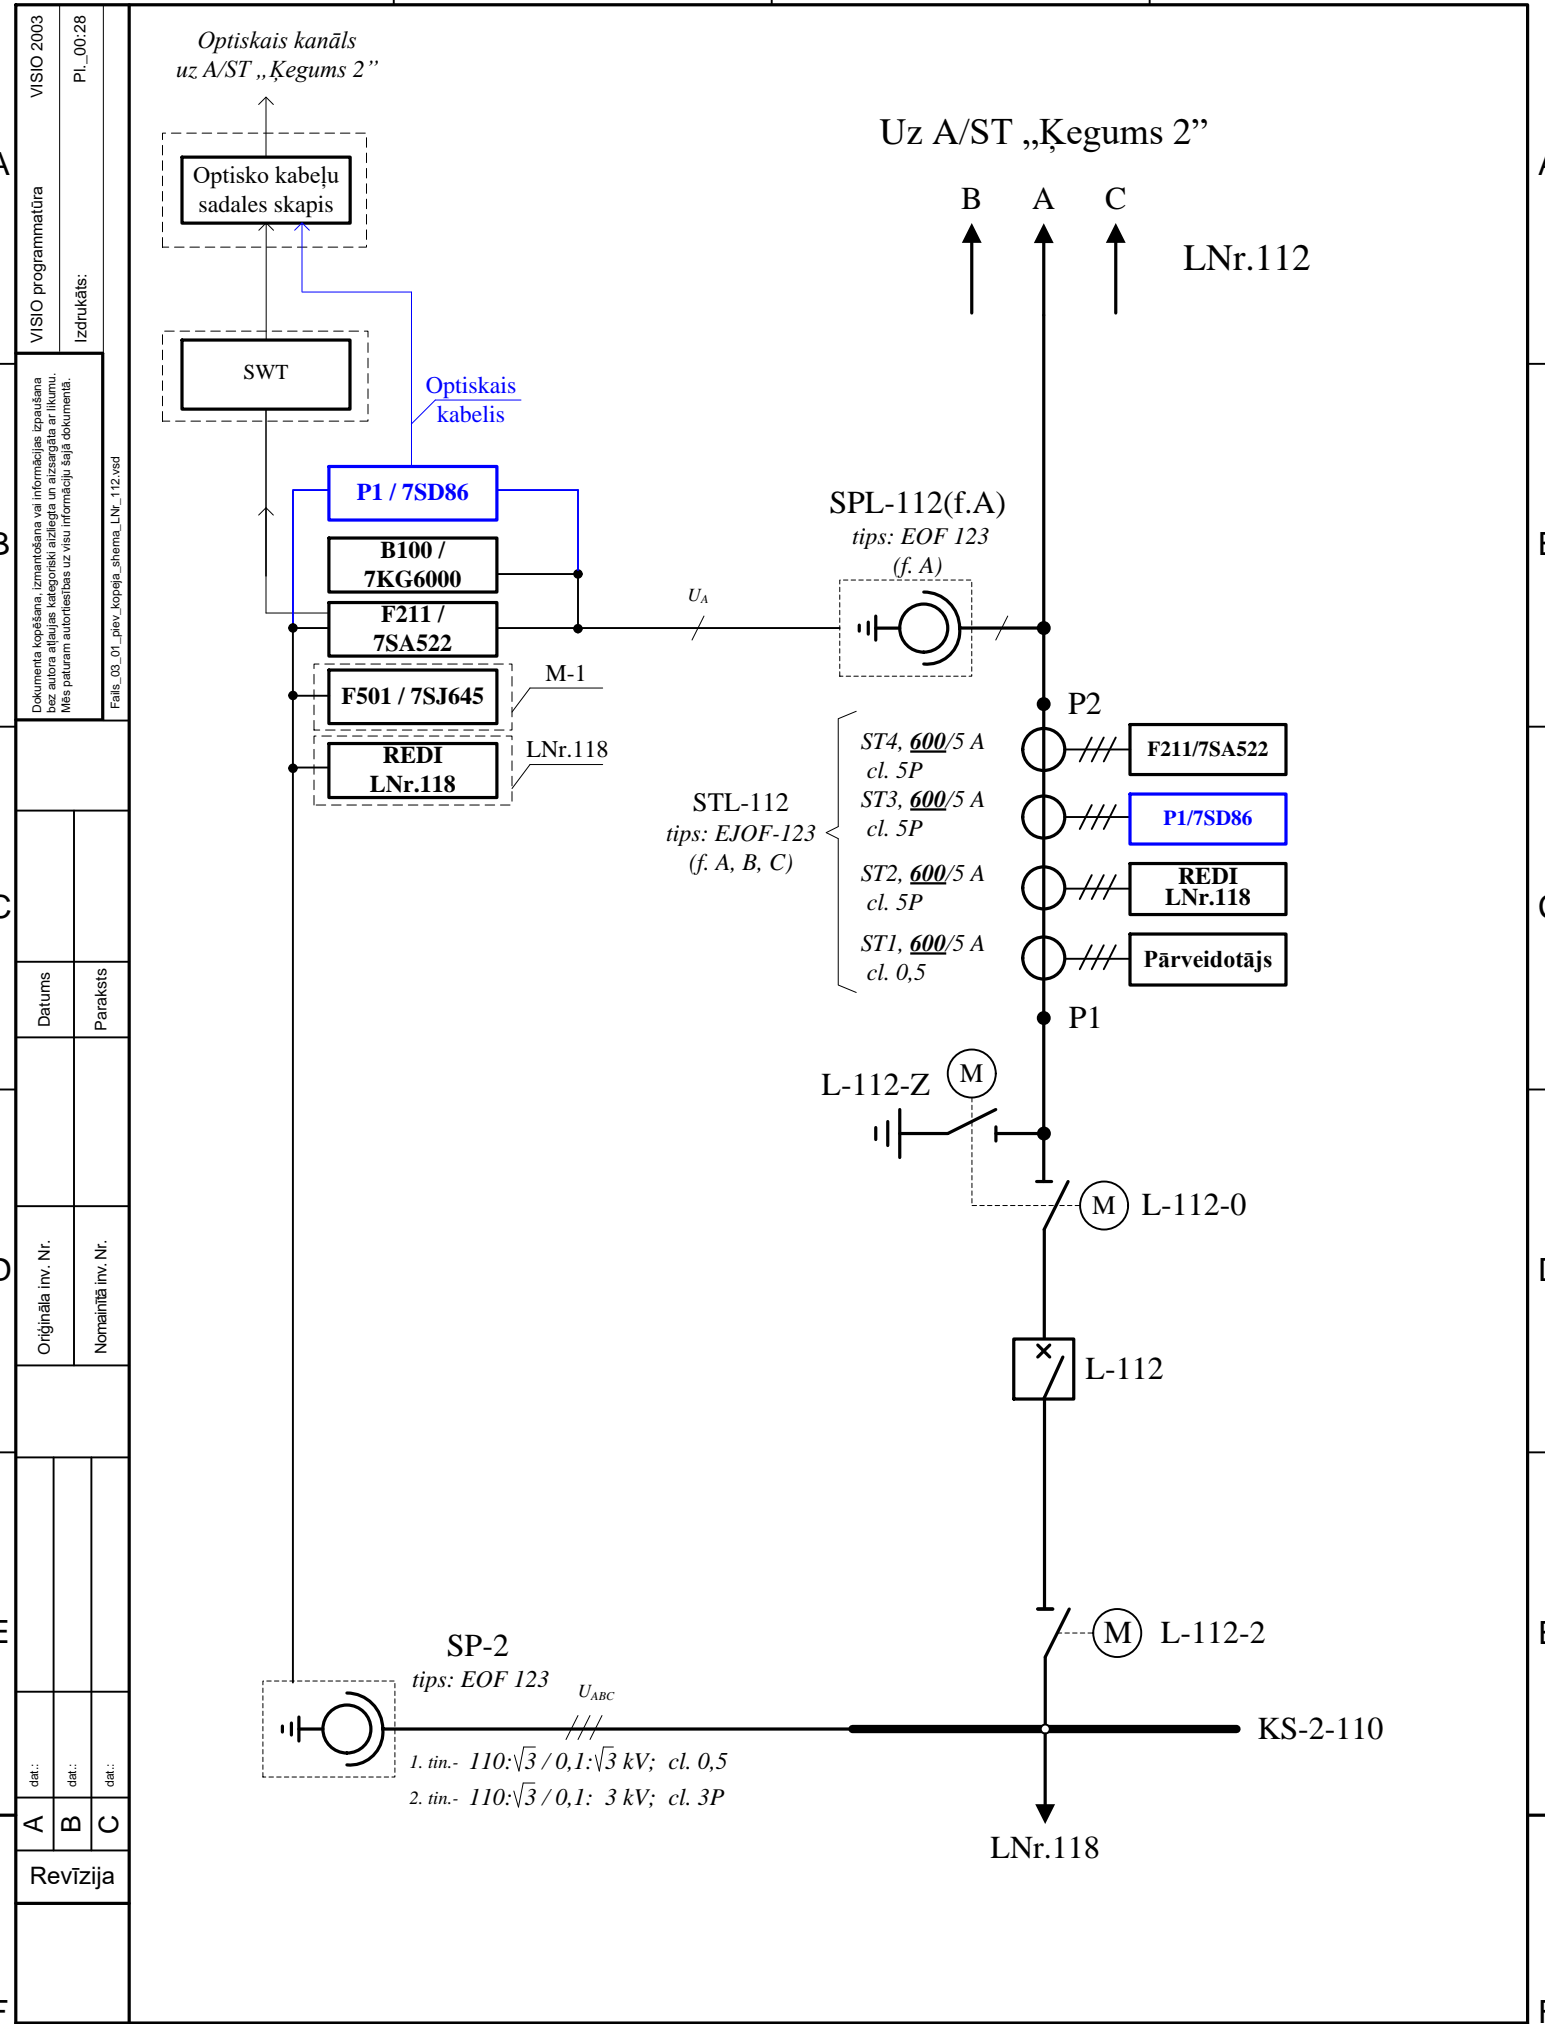 VISIO programmatūra VISIO 2003
Izdrukāts: Pl._00:28
Dokumenta kopēšana, izmantošana vai informācijas izpaušana
bez autora atļaujas kategoriski aizliegta un aizsargāta ar likumu.
Mēs paturam autortiesības uz visu informāciju šajā dokumentā.
Fails_03_01_piev_kopeja_shema_LNr_112.vsd
Datums
Paraksts
Oriģināla inv. Nr.
Nomainītā inv. Nr.
dat.:
dat.:
dat.:
A
B
C
Revīzija
A
B
C
D
E
F
Optiskais kanāls
uz A/ST „Ķegums 2”
Optisko kabeļu
sadales skapis
SWT
Optiskais
kabelis
P1 / 7SD86
B100 /
7KG6000
F211 /
7SA522
F501 / 7SJ645
M-1
REDI
LNr.118
LNr.118
Uz A/ST „Ķegums 2”
B A C
LNr.112
SPL-112(f.A)
tips: EOF 123
(f. A)
U_A
P2
STL-112
tips: EJOF-123
(f. A, B, C)
ST4, 600/5 A
cl. 5P
F211/7SA522
ST3, 600/5 A
cl. 5P
P1/7SD86
ST2, 600/5 A
cl. 5P
REDI
LNr.118
ST1, 600/5 A
cl. 0,5
Pārveidotājs
P1
L-112-Z
M
M
L-112-0
L-112
M
L-112-2
SP-2
tips: EOF 123
U_ABC
1. tin.- 110:√3 / 0,1:√3 kV; cl. 0,5
2. tin.- 110:√3 / 0,1: 3 kV; cl. 3P
KS-2-110
LNr.118